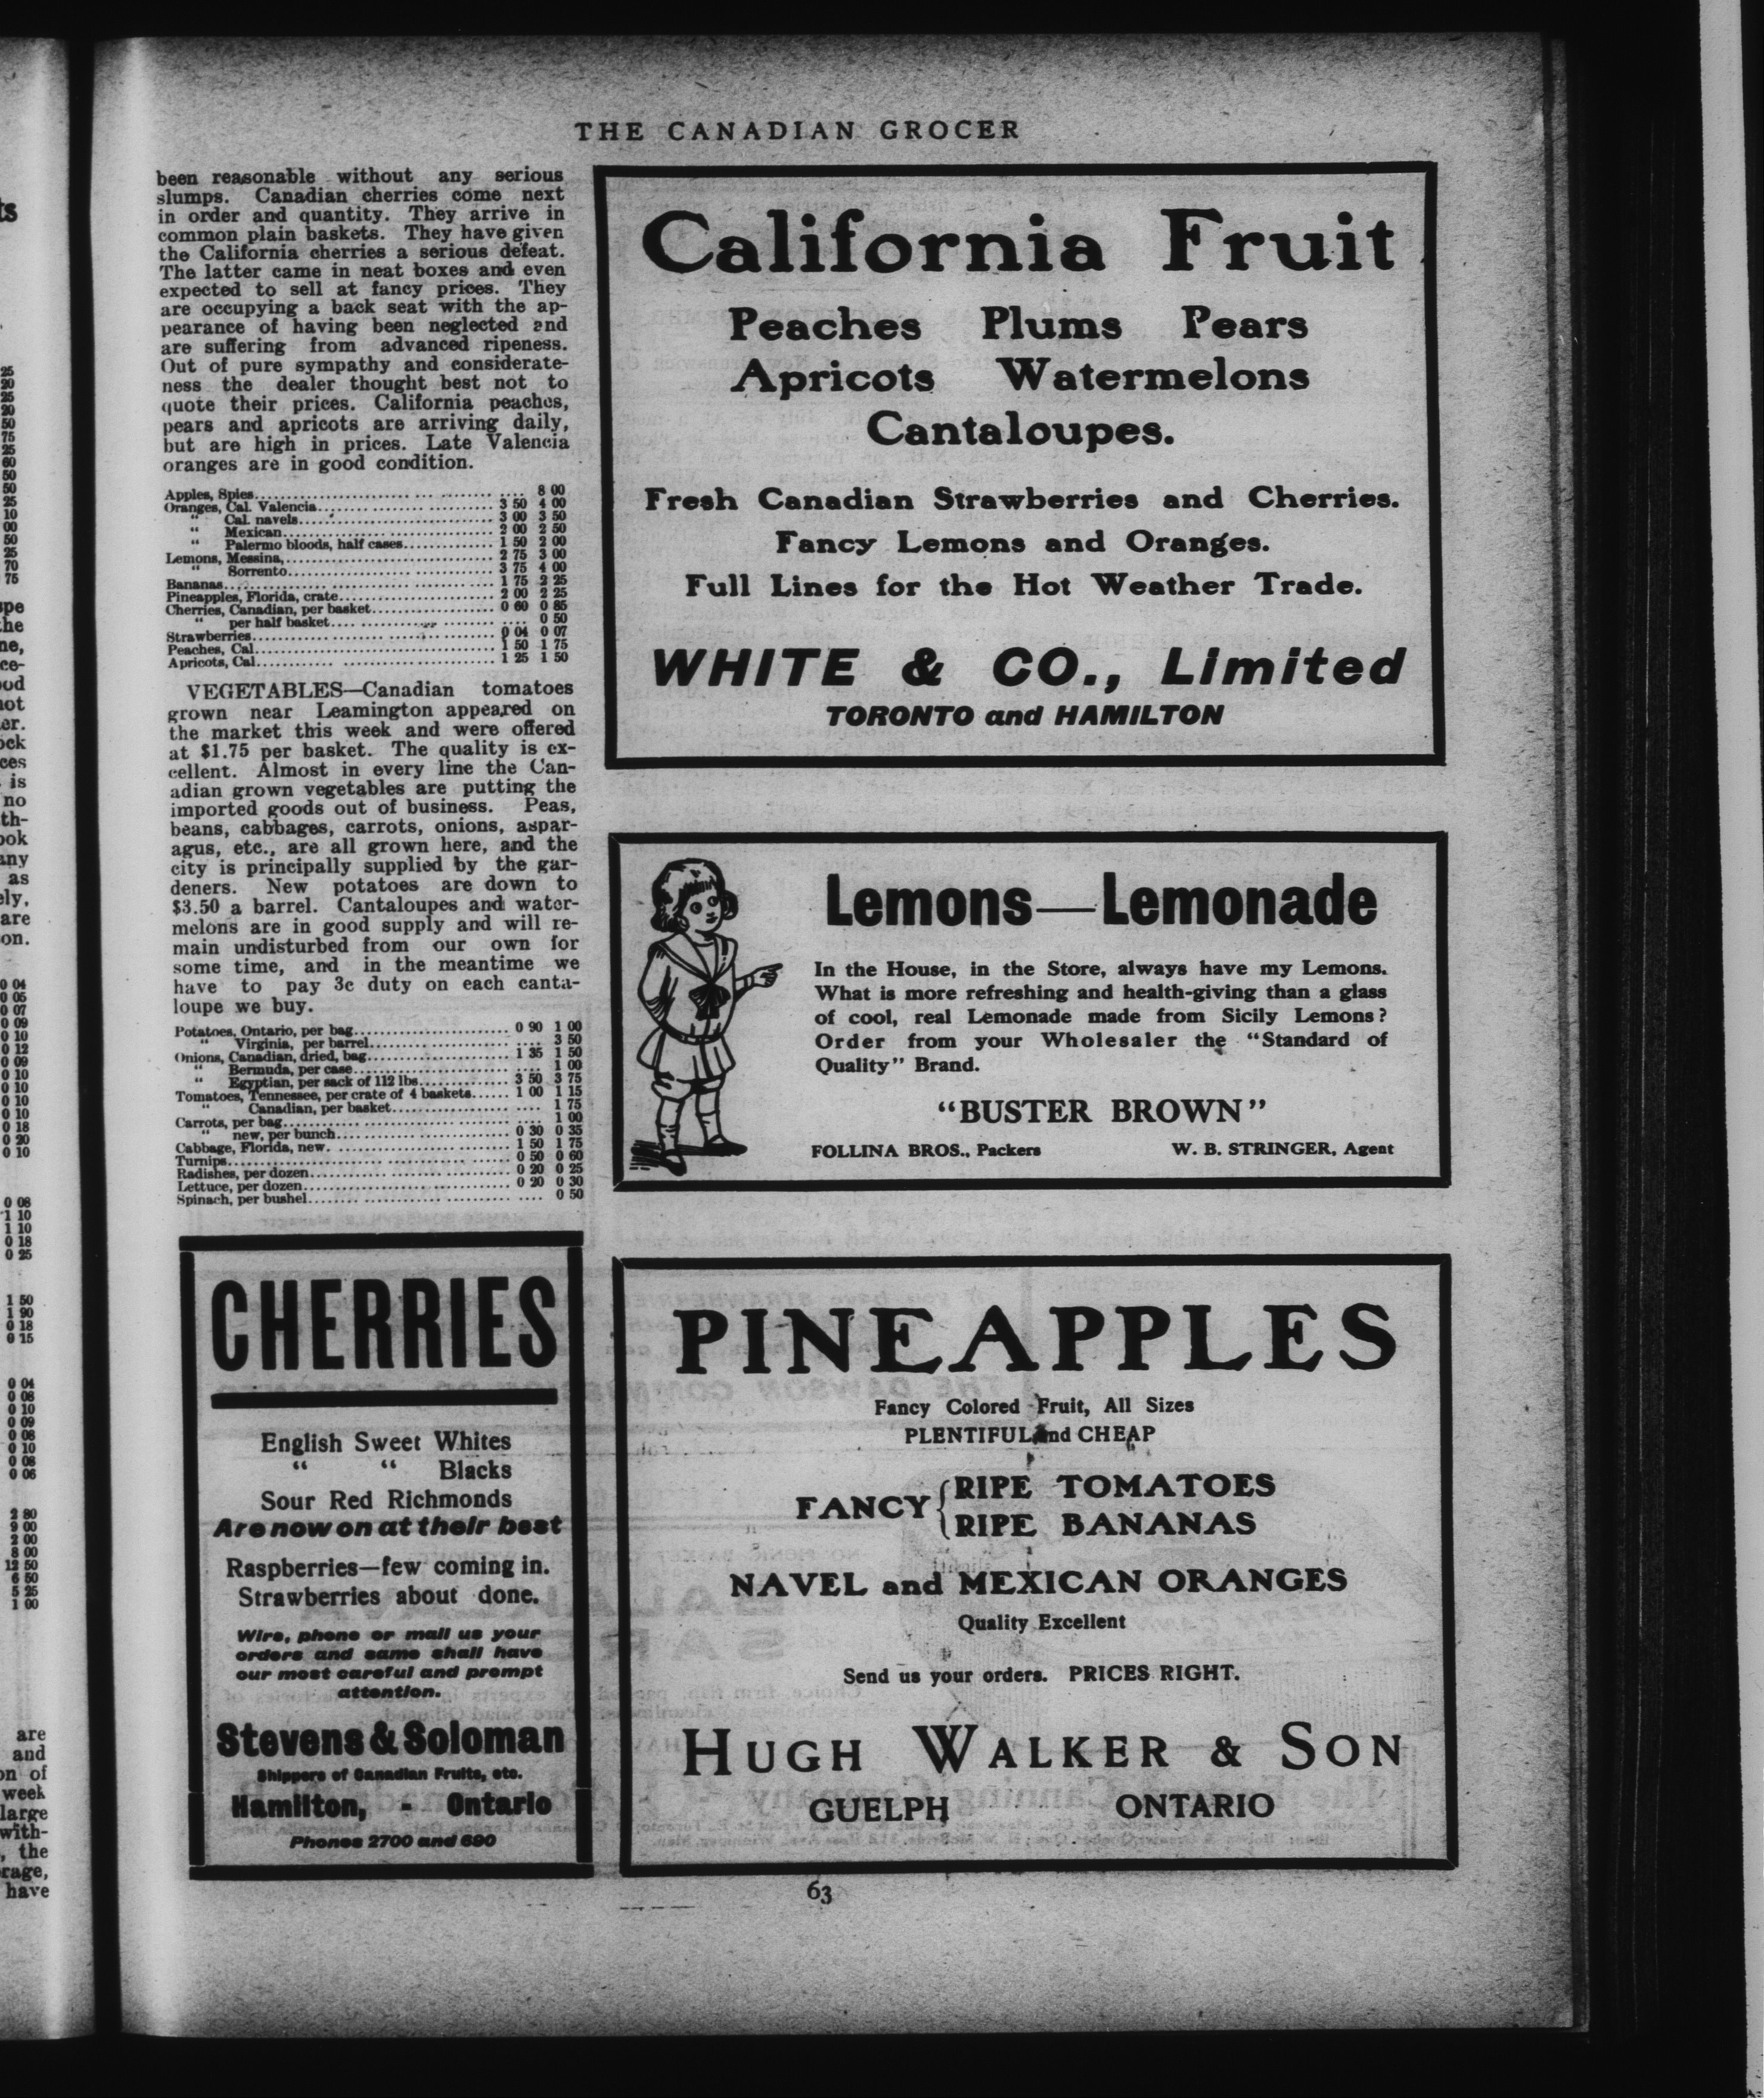 THE CANADIAN GROCER
been reasonable without any serious
slumps. Canadian cherries come next
in order and quantity. They arrive in
common plain baskets. They have given
the California cherries a serious defeat.
The latter came in neat boxes and even
expected to sell at fancy prices. They
are occupying a back seat with the ap-
pearance of having been neglected and
are suffering from advanced ripeness.
Out of pure sympathy and considerate-
ness the dealer thought best not to
quote their prices. California peaches,
pears and apricots are arriving daily,
but are high in prices. Late Valencia
oranges are in good condition.
Apples, Spies.... 8 00
Oranges, Cal. Valencia.... 3 50 4 00
" Cal. navels.... 3 00 3 50
" Mexican.... 2 00 2 50
" Palermo bloods, half cases.... 1 50 2 00
Lemons, Messina,.... 2 75 3 00
" Sorrento.... 3 75 4 00
Bananas.... 1 75 2 25
Pineapples, Florida, crate.... 2 00 2 25
Cherries, Canadian, per basket.... 0 60 0 85
" per half basket.... 0 50
Strawberries.... 0 04 0 07
Peaches, Cal.... 1 50 1 75
Apricots, Cal.... 1 25 1 50
VEGETABLES—Canadian tomatoes
grown near Leamington appeared on
the market this week and were offered
at $1.75 per basket. The quality is ex-
cellent. Almost in every line the Can-
adian grown vegetables are putting the
imported goods out of business. Peas,
beans, cabbages, carrots, onions, aspar-
agus, etc., are all grown here, and the
city is principally supplied by the gar-
deners. New potatoes are down to
$3.50 a barrel. Cantaloupes and water-
melons are in good supply and will re-
main undisturbed from our own for
some time, and in the meantime we
have to pay 3c duty on each canta-
loupe we buy.
Potatoes, Ontario, per bag.... 0 90 1 00
" Virginia, per barrel.... 3 50
Onions, Canadian, dried, bag.... 1 35 1 50
" Bermuda, per case.... 1 00
" Egyptian, per sack of 112 lbs.... 3 50 3 75
Tomatoes, Tennessee, per crate of 4 baskets.... 1 00 1 15
" Canadian, per basket.... 1 75
Carrots, per bag.... 1 00
" new, per bunch.... 0 30 0 35
Cabbage, Florida, new.... 1 50 1 75
Turnips.... 0 50 0 60
Radishes, per dozen.... 0 20 0 25
Lettuce, per dozen.... 0 20 0 30
Spinach, per bushel.... 0 50
CHERRIES
English Sweet Whites
" " Blacks
Sour Red Richmonds
Are now on at their best
Raspberries—few coming in.
Strawberries about done.
Wire, phone or mail us your
orders and same shall have
our most careful and prompt
attention.
Stevens & Soloman
Shippers of Canadian Fruits, etc.
Hamilton, - Ontario
Phones 2700 and 690
California Fruit
Peaches Plums Pears
Apricots Watermelons
Cantaloupes.
Fresh Canadian Strawberries and Cherries.
Fancy Lemons and Oranges.
Full Lines for the Hot Weather Trade.
WHITE & CO., Limited
TORONTO and HAMILTON
Lemons—Lemonade
In the House, in the Store, always have my Lemons.
What is more refreshing and health-giving than a glass
of cool, real Lemonade made from Sicily Lemons?
Order from your Wholesaler the "Standard of
Quality" Brand.
"BUSTER BROWN"
FOLLINA BROS., Packers W. B. STRINGER, Agent
PINEAPPLES
Fancy Colored Fruit, All Sizes
PLENTIFUL and CHEAP
FANCY { RIPE TOMATOES
RIPE BANANAS
NAVEL and MEXICAN ORANGES
Quality Excellent
Send us your orders. PRICES RIGHT.
HUGH WALKER & SON
GUELPH ONTARIO
63